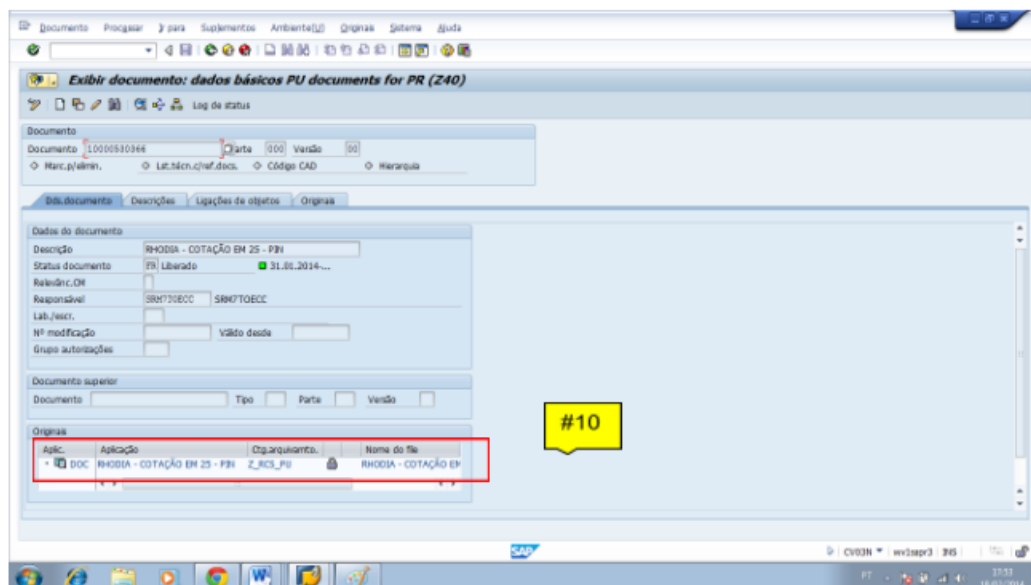 Documento Processar Ir para Suplementos Ambiente(U) Originais Sistema Ajuda
Exibir documento: dados básicos PU documents for PR (Z40)
Log de status
Documento
Documento 10000530366 Parte 000 Versão 00
Marc.p/elimin. Lst.técn.c/ref.docs. Código CAD Hierarquia
Dds.documento Descrições Ligações de objetos Originais
Dados do documento
Descrição RHODIA - COTAÇÃO EM 25 - PIN
Status documento FR Liberado 31.01.2014-...
Relevânc.CM
Responsável SRM7TOECC SRM7TOECC
Lab./escr.
Nº modificação Válido desde
Grupo autorizações
Documento superior
Documento Tipo Parte Versão
#10
Originais
Aplic. Aplicação Ctg.arquivamto. Nome do file
DOC RHODIA - COTAÇÃO EM 25 - PIN Z_RCS_PU RHODIA - COTAÇÃO EM
SAP
CV03N INS
PT 17:53